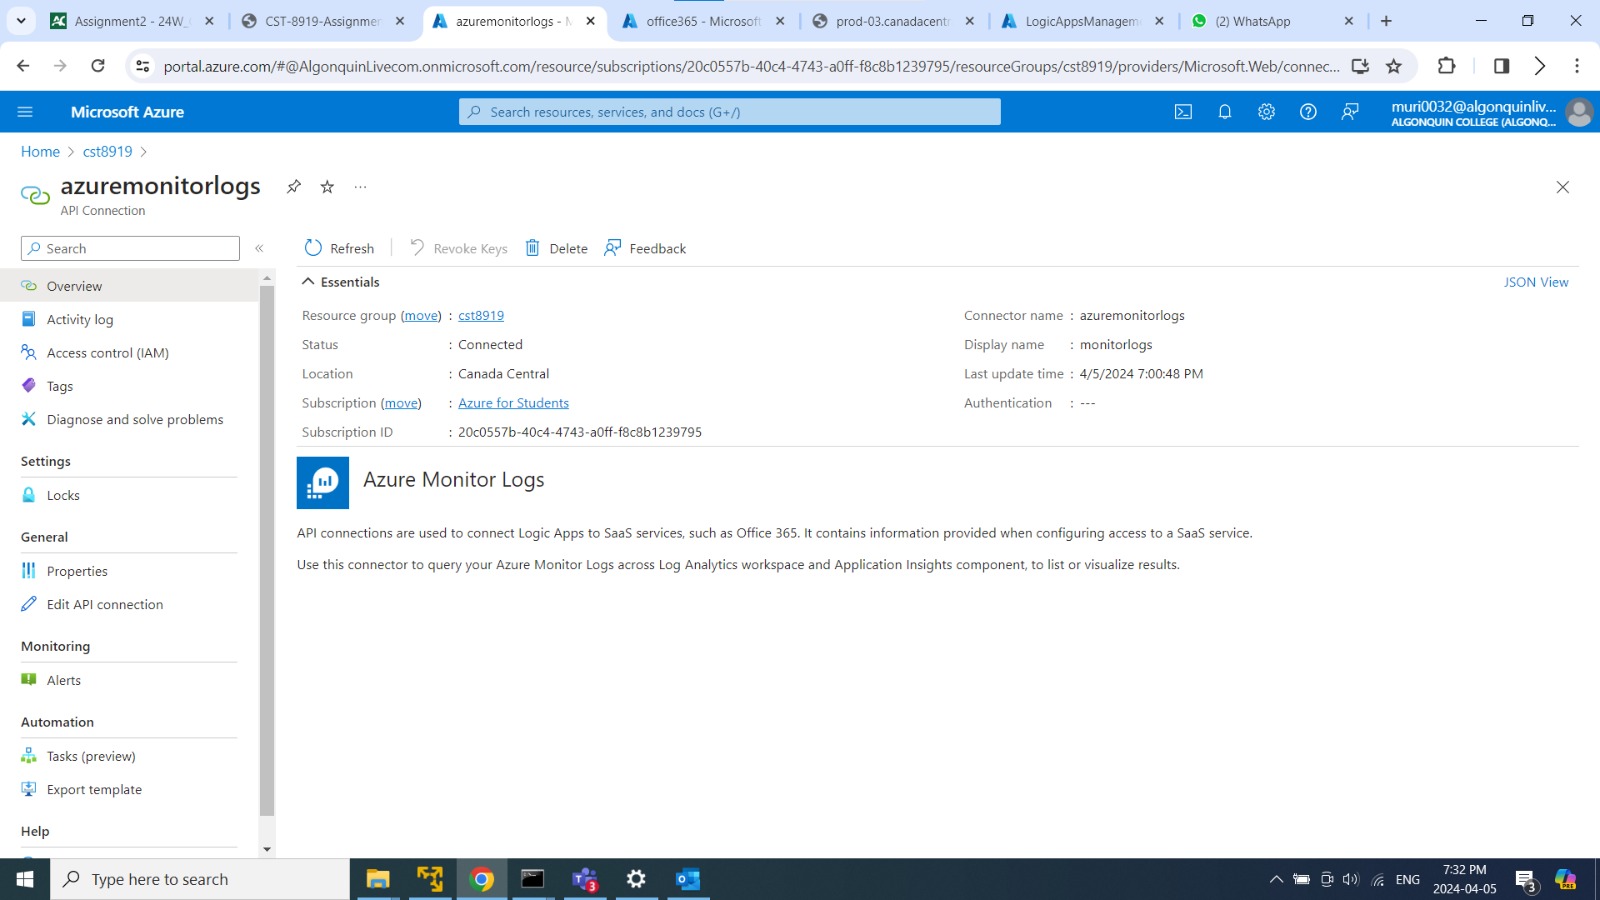 Assignment2 - 24W_
CST-8919-Assignmen
azuremonitorlogs - M
office365 - Microsoft
prod-03.canadacentr
LogicAppsManagem
(2) WhatsApp
portal.azure.com/#@AlgonquinLivecom.onmicrosoft.com/resource/subscriptions/20c0557b-40c4-4743-a0ff-f8c8b1239795/resourceGroups/cst8919/providers/Microsoft.Web/connec...
Microsoft Azure
Search resources, services, and docs (G+/)
muri0032@algonquinliv...
ALGONQUIN COLLEGE (ALGONQ...
Home > cst8919 >
azuremonitorlogs
API Connection
Search
Refresh
Revoke Keys
Delete
Feedback
Overview
Activity log
Access control (IAM)
Tags
Diagnose and solve problems
Settings
Locks
General
Properties
Edit API connection
Monitoring
Alerts
Automation
Tasks (preview)
Export template
Help
Essentials
JSON View
Resource group (move) : cst8919
Status : Connected
Location : Canada Central
Subscription (move) : Azure for Students
Subscription ID : 20c0557b-40c4-4743-a0ff-f8c8b1239795
Connector name : azuremonitorlogs
Display name : monitorlogs
Last update time : 4/5/2024 7:00:48 PM
Authentication : ---
Azure Monitor Logs
API connections are used to connect Logic Apps to SaaS services, such as Office 365. It contains information provided when configuring access to a SaaS service.
Use this connector to query your Azure Monitor Logs across Log Analytics workspace and Application Insights component, to list or visualize results.
Type here to search
3
ENG
7:32 PM
2024-04-05
3
PRE